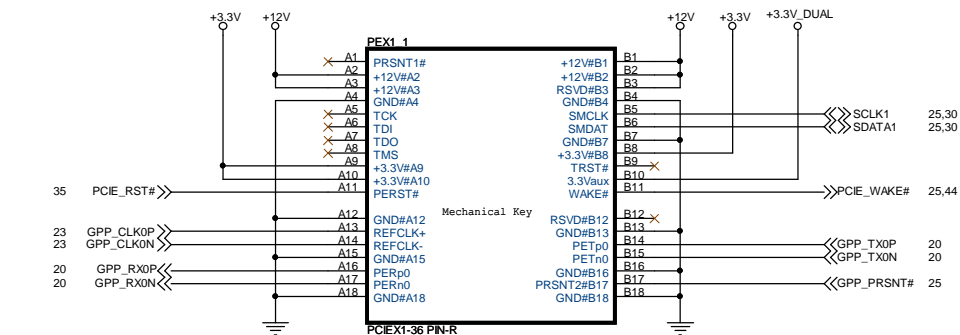 +3.3V +12V +12V +3.3V +3.3V_DUAL
PEX1_1
A1 PRSNT1# +12V#B1 B1
A2 +12V#A2 +12V#B2 B2
A3 +12V#A3 RSVD#B3 B3
A4 GND#A4 GND#B4 B4
A5 TCK SMCLK B5 SCLK1 25,30
A6 TDI SMDAT B6 SDATA1 25,30
A7 TDO GND#B7 B7
A8 TMS +3.3V#B8 B8
A9 +3.3V#A9 TRST# B9
A10 +3.3V#A10 3.3Vaux B10
35 PCIE_RST# A11 PERST# WAKE# B11 PCIE_WAKE# 25,44
Mechanical Key
A12 GND#A12 RSVD#B12 B12
23 GPP_CLK0P A13 REFCLK+ GND#B13 B13
23 GPP_CLK0N A14 REFCLK- PETp0 B14 GPP_TX0P 20
A15 GND#A15 PETn0 B15 GPP_TX0N 20
20 GPP_RX0P A16 PERp0 GND#B16 B16
20 GPP_RX0N A17 PERn0 PRSNT2#B17 B17 GPP_PRSNT# 25
A18 GND#A18 GND#B18 B18
PCIEX1-36 PIN-R